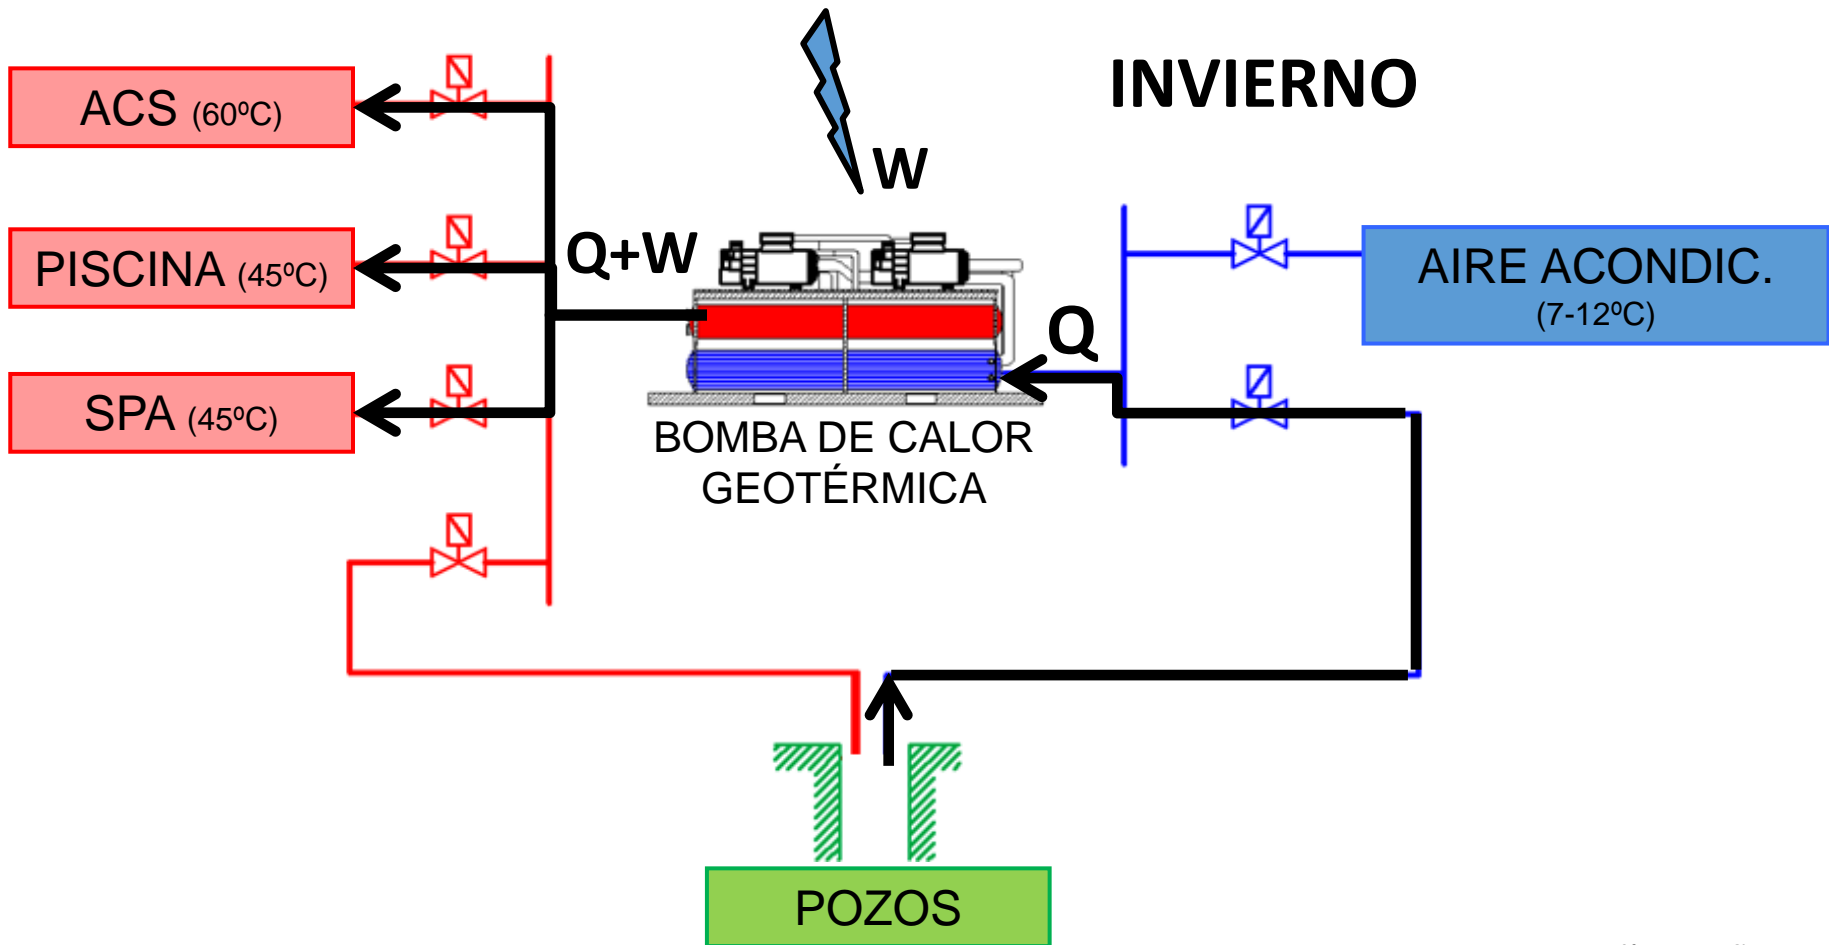 INVIERNO
ACS (60ºC)
W
PISCINA (45ºC)
Q+W
AIRE ACONDIC.
(7-12ºC)
Q
SPA (45ºC)
BOMBA DE CALOR
GEOTÉRMICA
POZOS